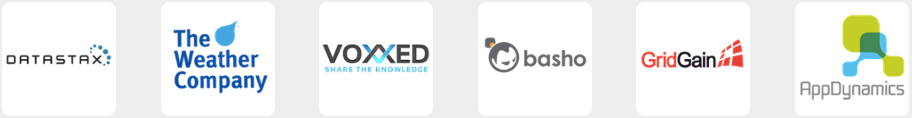 DATASTAX
The
Weather
Company
VOXXED
SHARE THE KNOWLEDGE
basho
GridGain
AppDynamics